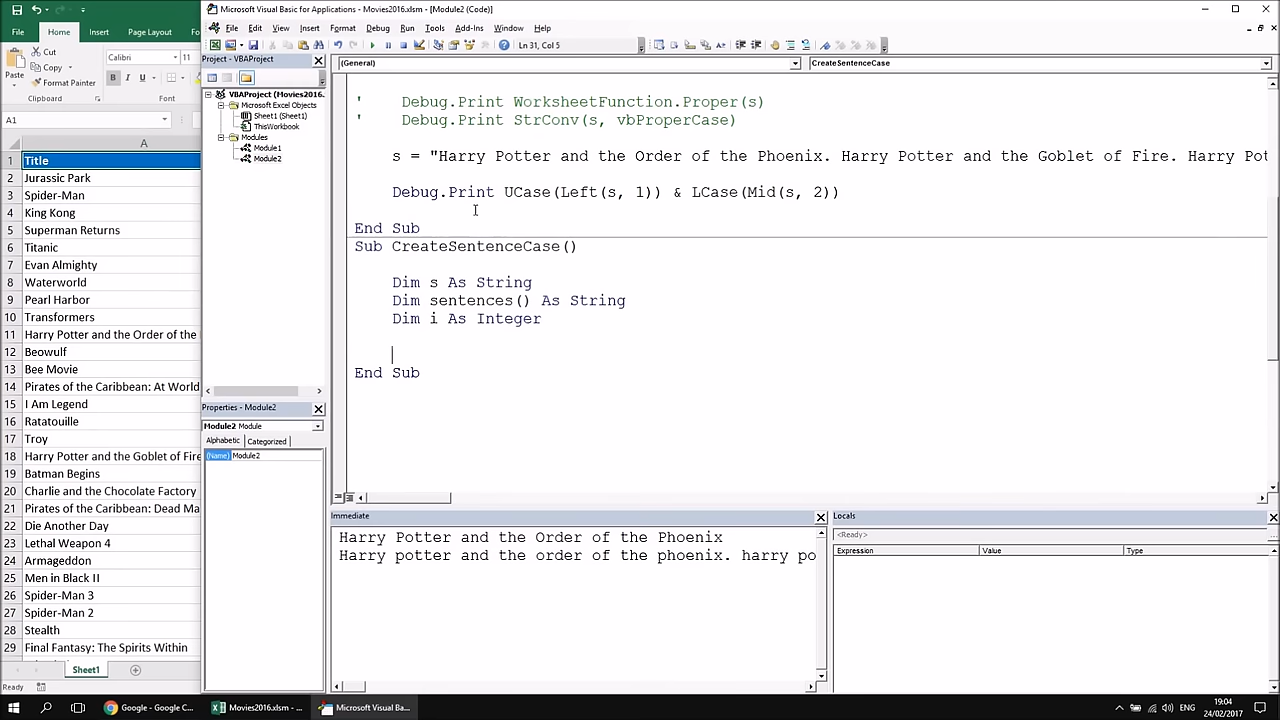 Microsoft Visual Basic for Applications - Movies2016.xlsm - [Module2 (Code)]
File Home Insert Page Layout Fo
File Edit View Insert Format Debug Run Tools Add-Ins Window Help
Ln 31, Col 5
Cut
Copy
Format Painter
Paste
Clipboard
Calibri 11
B I U
Font
A1
Project - VBAProject
VBAProject (Movies2016.
Microsoft Excel Objects
Sheet1 (Sheet1)
ThisWorkbook
Modules
Module1
Module2
(General) CreateSentenceCase
' Debug.Print WorksheetFunction.Proper(s)
' Debug.Print StrConv(s, vbProperCase)
s = "Harry Potter and the Order of the Phoenix. Harry Potter and the Goblet of Fire. Harry Pot
Debug.Print UCase(Left(s, 1)) & LCase(Mid(s, 2))
End Sub
Sub CreateSentenceCase()
Dim s As String
Dim sentences() As String
Dim i As Integer
End Sub
A
1 Title
2 Jurassic Park
3 Spider-Man
4 King Kong
5 Superman Returns
6 Titanic
7 Evan Almighty
8 Waterworld
9 Pearl Harbor
10 Transformers
11 Harry Potter and the Order of the
12 Beowulf
13 Bee Movie
14 Pirates of the Caribbean: At World
15 I Am Legend
16 Ratatouille
17 Troy
18 Harry Potter and the Goblet of Fire
19 Batman Begins
20 Charlie and the Chocolate Factory
21 Pirates of the Caribbean: Dead Ma
22 Die Another Day
23 Lethal Weapon 4
24 Armageddon
25 Men in Black II
26 Spider-Man 3
27 Spider-Man 2
28 Stealth
29 Final Fantasy: The Spirits Within
Sheet1
Ready
Properties - Module2
Module2 Module
Alphabetic Categorized
(Name) Module2
Immediate
Harry Potter and the Order of the Phoenix
Harry potter and the order of the phoenix. harry po
Locals
<Ready>
Expression Value Type
Google - Google C...
Movies2016.xlsm - ...
Microsoft Visual Ba...
ENG
19:04
24/02/2017